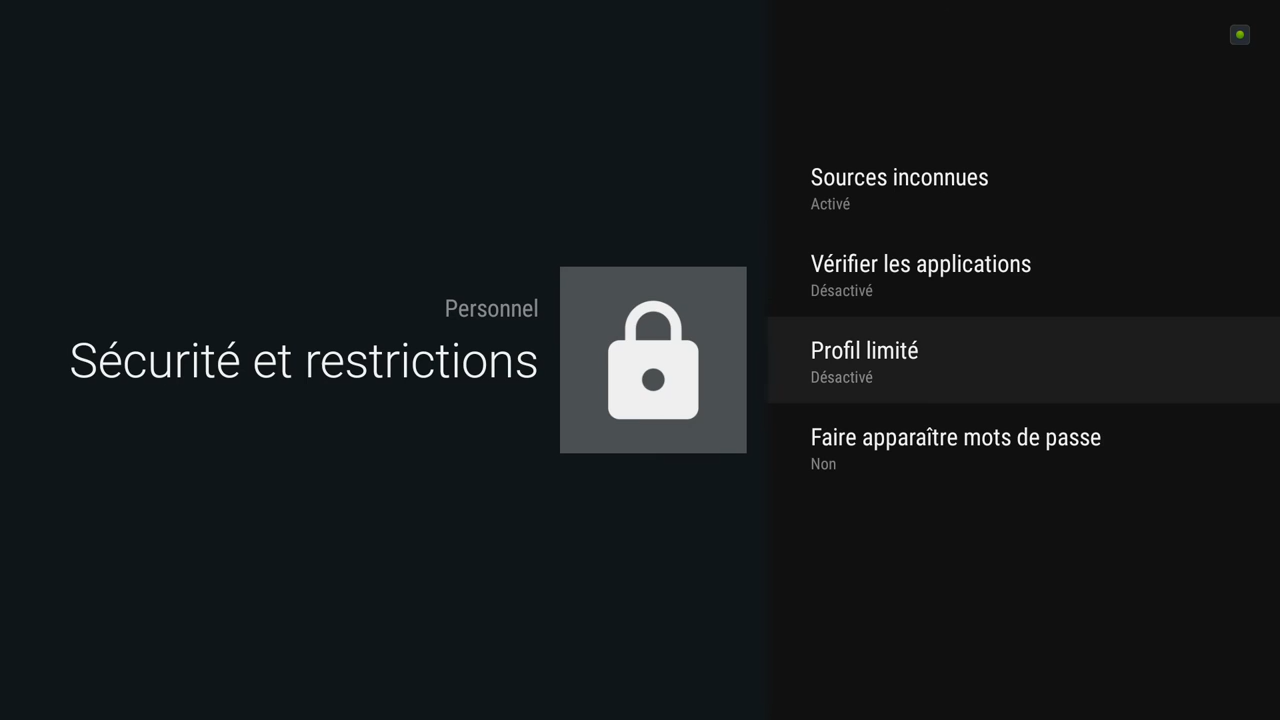 Personnel
Sécurité et restrictions
Sources inconnues
Activé
Vérifier les applications
Désactivé
Profil limité
Désactivé
Faire apparaître mots de passe
Non